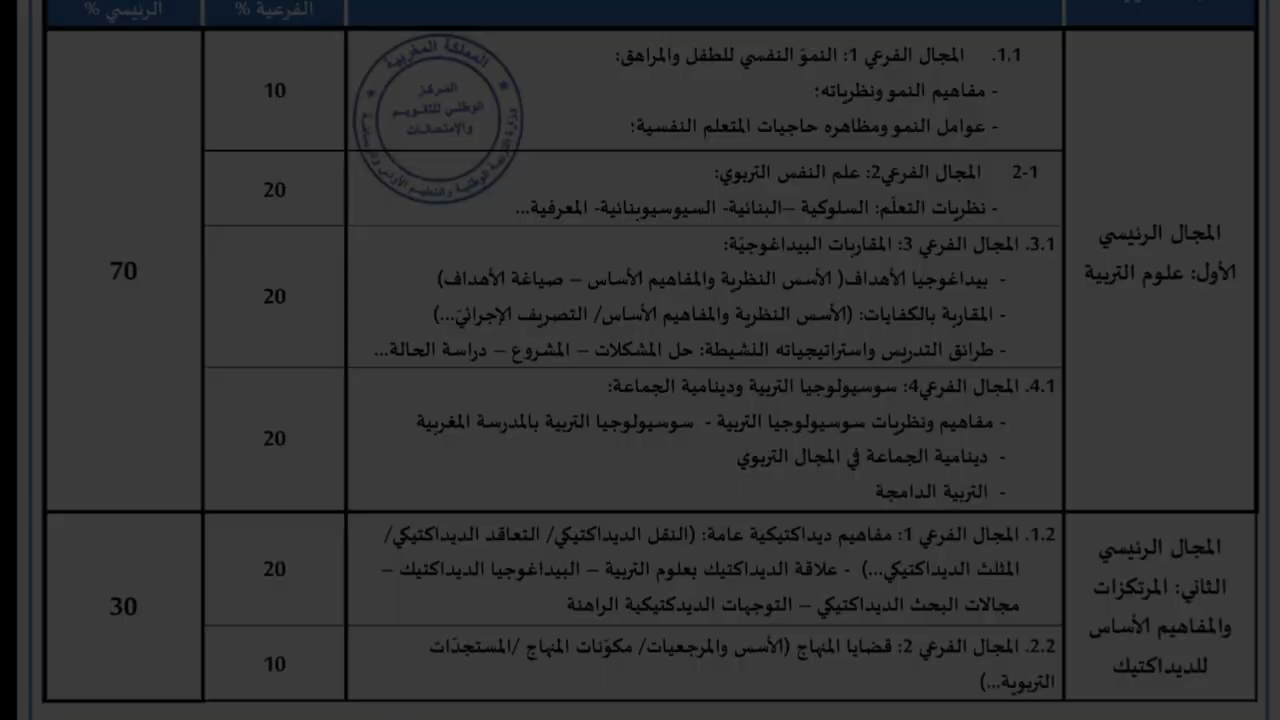 الفرعية %
الرئيسي %
المجال الرئيسي
الأول: علوم التربية
1.1. المجال الفرعي 1: النموّ النفسي للطفل والمراهق:
- مفاهيم النمو ونظرياته؛
- عوامل النمو ومظاهره حاجيات المتعلم النفسية؛
10
2-1 المجال الفرعي2: علم النفس التربوي:
- نظريات التعلّم: السلوكية –البنائية- السيوسيوبنائية- المعرفية...
20
3.1. المجال الفرعي 3: المقاربات البيداغوجيّة:
- بيداغوجيا الأهداف( الأسس النظرية والمفاهيم الأساس – صياغة الأهداف)
- المقاربة بالكفايات: (الأسس النظرية والمفاهيم الأساس/ التصريف الإجرائيّ...)
- طرائق التدريس واستراتيجياته النشيطة: حل المشكلات – المشروع – دراسة الحالة...
20
4.1. المجال الفرعي4: سوسيولوجيا التربية ودينامية الجماعة:
- مفاهيم ونظريات سوسيولوجيا التربية - سوسيولوجيا التربية بالمدرسة المغربية
- دينامية الجماعة في المجال التربوي
- التربية الدامجة
20
70
المجال الرئيسي
الثاني: المرتكزات
والمفاهيم الأساس
للديداكتيك
1.2. المجال الفرعي 1: مفاهيم ديداكتيكية عامة: (النقل الديداكتيكي/ التعاقد الديداكتيكي/
المثلث الديداكتيكي...) - علاقة الديداكتيك بعلوم التربية – البيداغوجيا الديداكتيك –
مجالات البحث الديداكتيكي – التوجهات الديدكتيكية الراهنة
20
2.2. المجال الفرعي 2: قضايا المنهاج (الأسس والمرجعيات/ مكوّنات المنهاج /المستجدّات
التربوية...)
10
30
المملكة المغربية
المركز
الوطني للتقويم
والامتحانات